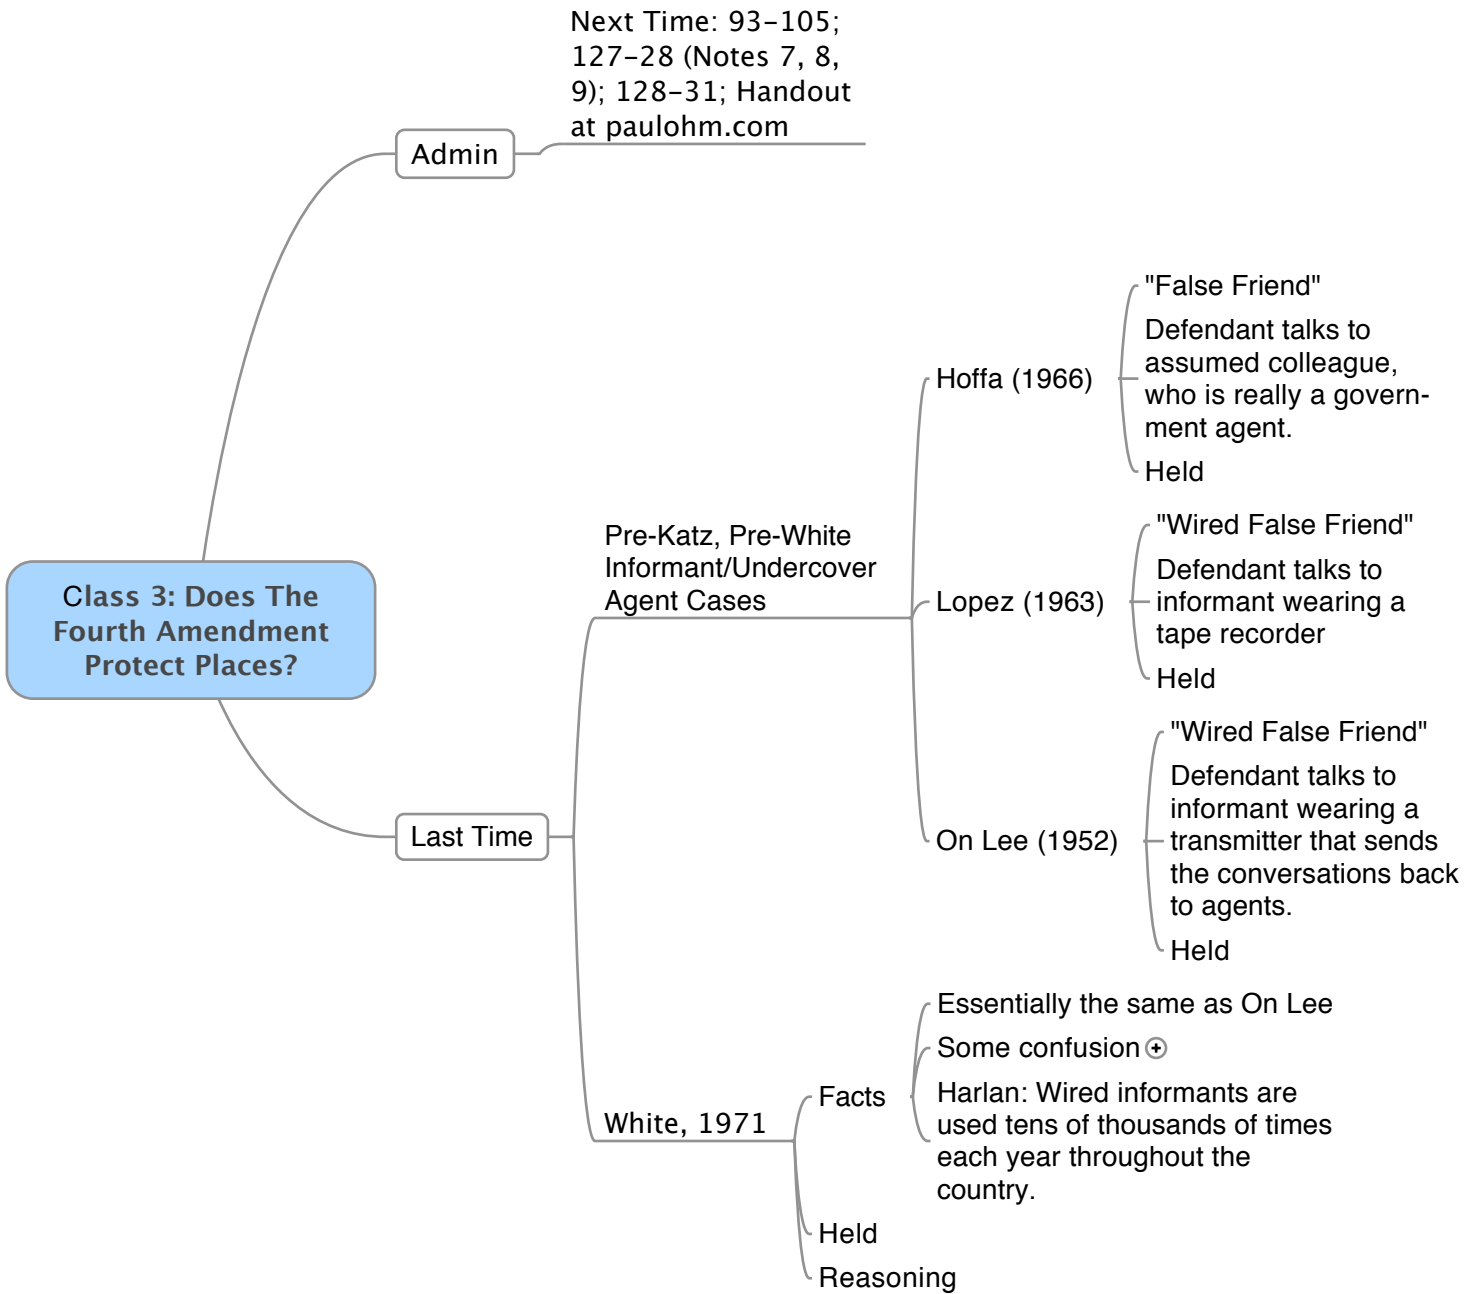 Next Time: 93–105;
127–28 (Notes 7, 8,
9); 128–31; Handout
at paulohm.com
Admin
Class 3: Does The
Fourth Amendment
Protect Places?
Last Time
Pre-Katz, Pre-White
Informant/Undercover
Agent Cases
Hoffa (1966)
"False Friend"
Defendant talks to
assumed colleague,
who is really a govern-
ment agent.
Held
Lopez (1963)
"Wired False Friend"
Defendant talks to
informant wearing a
tape recorder
Held
On Lee (1952)
"Wired False Friend"
Defendant talks to
informant wearing a
transmitter that sends
the conversations back
to agents.
Held
White, 1971
Facts
Essentially the same as On Lee
Some confusion
Harlan: Wired informants are
used tens of thousands of times
each year throughout the
country.
Held
Reasoning